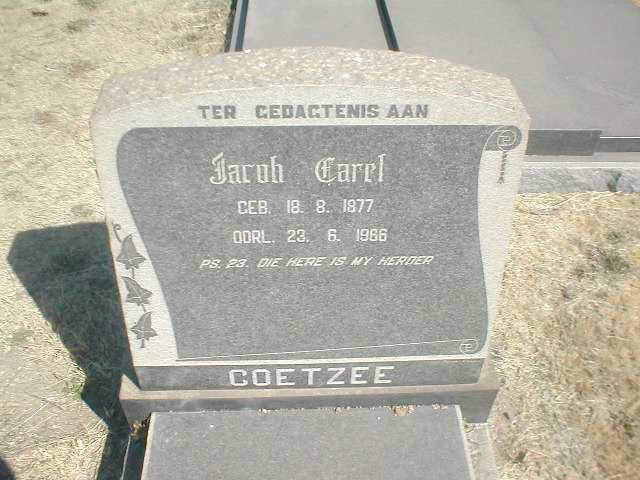 TER GEDAGTENIS AAN
Jacob Carel
GEB. 18. 8. 1877
OORL. 23. 6. 1966
PS. 23. DIE HERE IS MY HERDER
COETZEE